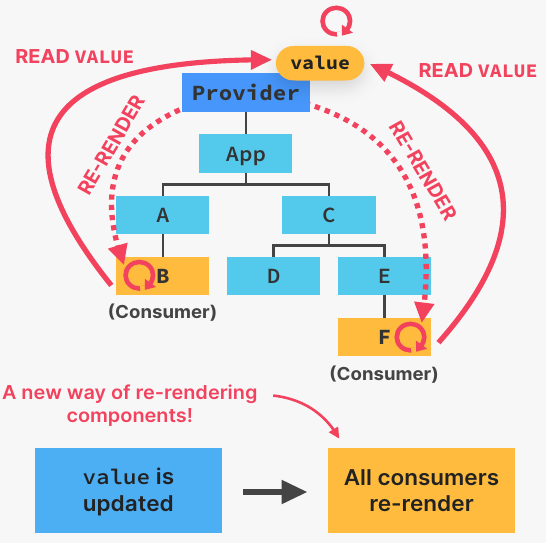 READ VALUE
value
READ VALUE
Provider
RE-RENDER
RE-RENDER
App
A
C
B
D
E
(Consumer)
F
(Consumer)
A new way of re-rendering
components!
value is
updated
All consumers
re-render